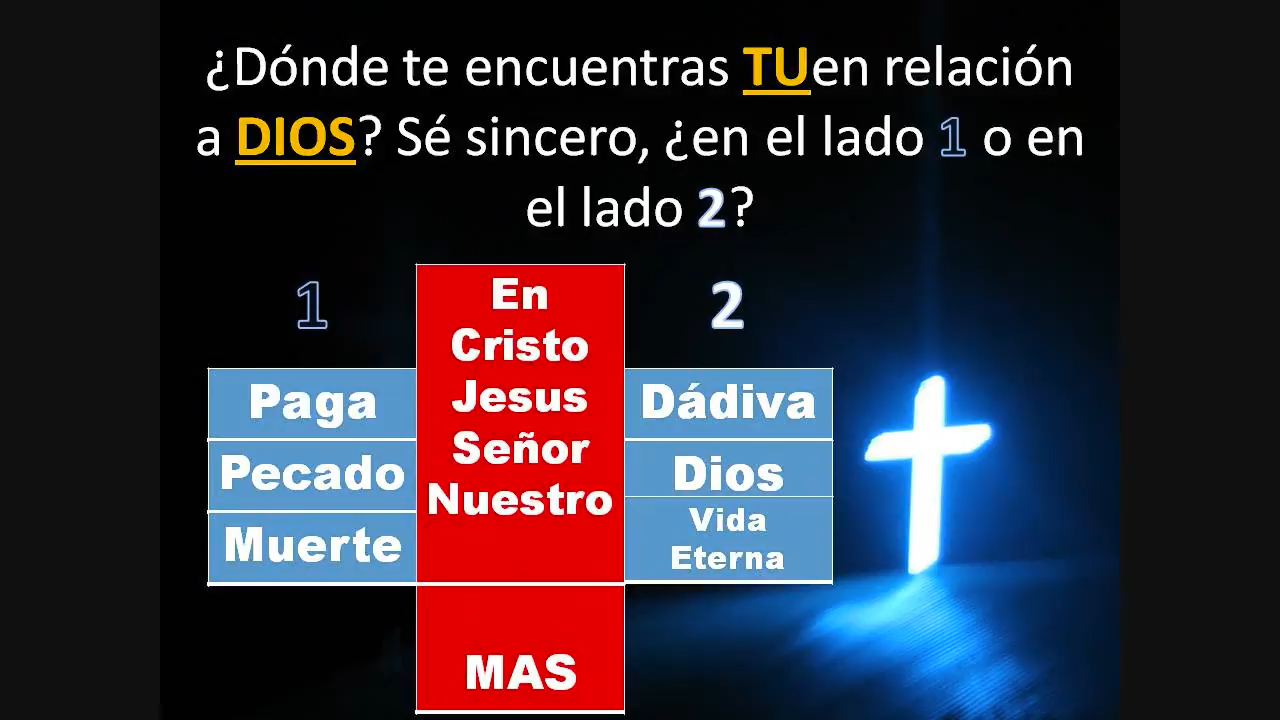 ¿Dónde te encuentras TUen relación
a DIOS? Sé sincero, ¿en el lado 1 o en
el lado 2?
1
2
En
Cristo
Jesus
Señor
Nuestro
Paga
Pecado
Muerte
Dádiva
Dios
Vida
Eterna
MAS